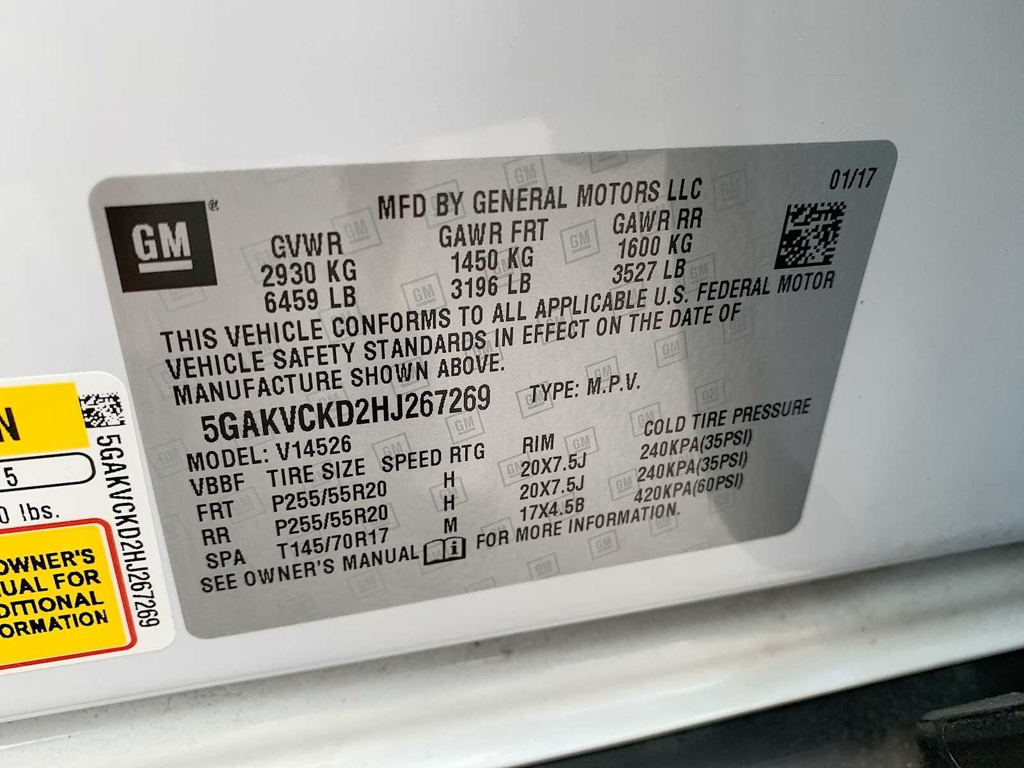 GM®
MFD BY GENERAL MOTORS LLC
01/17
GVWR GAWR FRT GAWR RR
2930 KG 1450 KG 1600 KG
6459 LB 3196 LB 3527 LB
THIS VEHICLE CONFORMS TO ALL APPLICABLE U.S. FEDERAL MOTOR
VEHICLE SAFETY STANDARDS IN EFFECT ON THE DATE OF
MANUFACTURE SHOWN ABOVE.
5GAKVCKD2HJ267269 TYPE: M.P.V.
MODEL: V14526
VBBF TIRE SIZE SPEED RTG RIM COLD TIRE PRESSURE
FRT P255/55R20 H 20X7.5J 240KPA(35PSI)
RR P255/55R20 H 20X7.5J 240KPA(35PSI)
SPA T145/70R17 M 17X4.5B 420KPA(60PSI)
SEE OWNER'S MANUAL FOR MORE INFORMATION.
N
5
0 lbs.
OWNER'S
UAL FOR
DITIONAL
ORMATION
5GAKVCKD2HJ267269